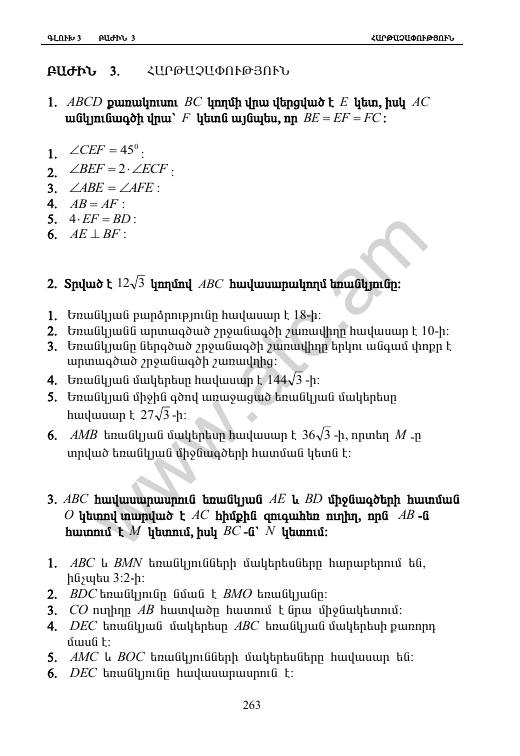 ԳԼՈՒԽ 3 ԲԱԺԻՆ 3 ՀԱՐԹԱՉԱՓՈՒԹՅՈՒՆ
ԲԱԺԻՆ 3. ՀԱՐԹԱՉԱՓՈՒԹՅՈՒՆ
1. ABCD քառակուսու BC կողմի վրա վերցված է E կետ, իսկ AC
անկյունագծի վրա՝ F կետն այնպես, որ BE = EF = FC :
1. ∠CEF = 45⁰ :
2. ∠BEF = 2·∠ECF :
3. ∠ABE = ∠AFE :
4. AB = AF :
5. 4·EF = BD :
6. AE ⊥ BF :
2. Տրված է 12√3 կողմով ABC հավասարակողմ եռանկյունը:
1. Եռանկյան բարձրությունը հավասար է 18-ի:
2. Եռանկյանն արտագծած շրջանագծի շառավիղը հավասար է 10-ի:
3. Եռանկյանը ներգծած շրջանագծի շառավիղը երկու անգամ փոքր է
արտագծած շրջանագծի շառավղից:
4. Եռանկյան մակերեսը հավասար է 144√3 -ի:
5. Եռանկյան միջին գծով առաջացած եռանկյան մակերեսը
հավասար է 27√3 -ի:
6. AMB եռանկյան մակերեսը հավասար է 36√3 -ի, որտեղ M -ը
տրված եռանկյան միջնագծերի հատման կետն է:
3. ABC հավասարասրուն եռանկյան AE և BD միջնագծերի հատման
O կետով տարված է AC հիմքին զուգահեռ ուղիղ, որն AB -ն
հատում է M կետում, իսկ BC -ն՝ N կետում:
1. ABC և BMN եռանկյունների մակերեսները հարաբերում են,
ինչպես 3:2-ի:
2. BDC եռանկյունը նման է BMO եռանկյանը:
3. CO ուղիղը AB հատվածը հատում է նրա միջնակետում:
4. DEC եռանկյան մակերեսը ABC եռանկյան մակերեսի քառորդ
մասն է:
5. AMC և BOC եռանկյունների մակերեսները հավասար են:
6. DEC եռանկյունը հավասարասրուն է:
263
www.atc.am